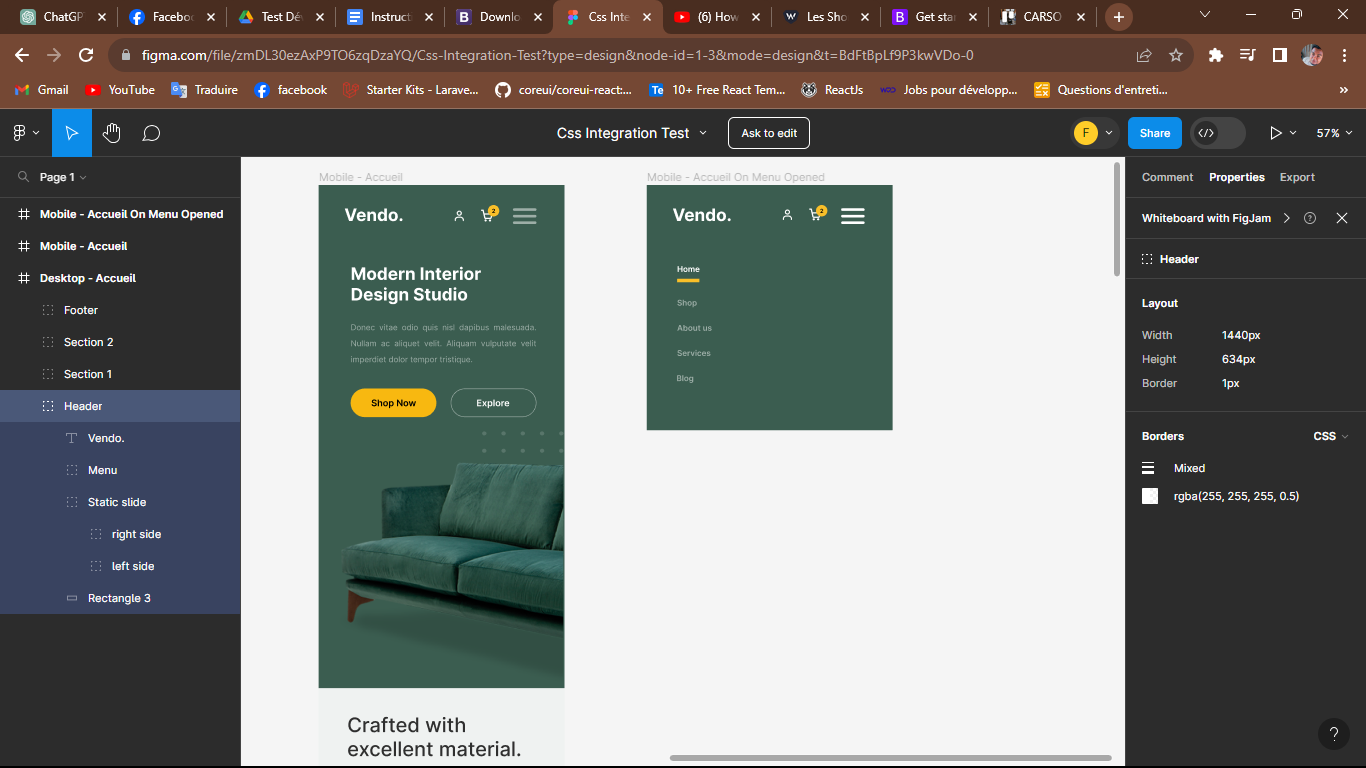 ChatGP
Facebo
Test Dé
Instruct
Downlo
Css Inte
(6) How
Les Sho
Get sta
CARSO
figma.com/file/zmDL30ezAxP9TO6zqDzaYQ/Css-Integration-Test?type=design&node-id=1-3&mode=design&t=BdFtBpLf9P3kwVDo-0
Gmail
YouTube
Traduire
facebook
Starter Kits - Larave...
coreui/coreui-react:...
10+ Free React Tem...
ReactJs
Jobs pour développ...
Questions d'entreti...
»
Css Integration Test
Ask to edit
F
Share
57%
Page 1
Mobile - Accueil On Menu Opened
Mobile - Accueil
Desktop - Accueil
Footer
Section 2
Section 1
Header
Vendo.
Menu
Static slide
right side
left side
Rectangle 3
Mobile - Accueil
Vendo.
2
Modern Interior
Design Studio
Donec vitae odio quis nisl dapibus malesuada.
Nullam ac aliquet velit. Aliquam vulputate velit
imperdiet dolor tempor tristique.
Shop Now
Explore
Crafted with
excellent material.
Mobile - Accueil On Menu Opened
Vendo.
2
Home
Shop
About us
Services
Blog
Comment
Properties
Export
Whiteboard with FigJam
Header
Layout
Width 1440px
Height 634px
Border 1px
Borders
CSS
Mixed
rgba(255, 255, 255, 0.5)
?